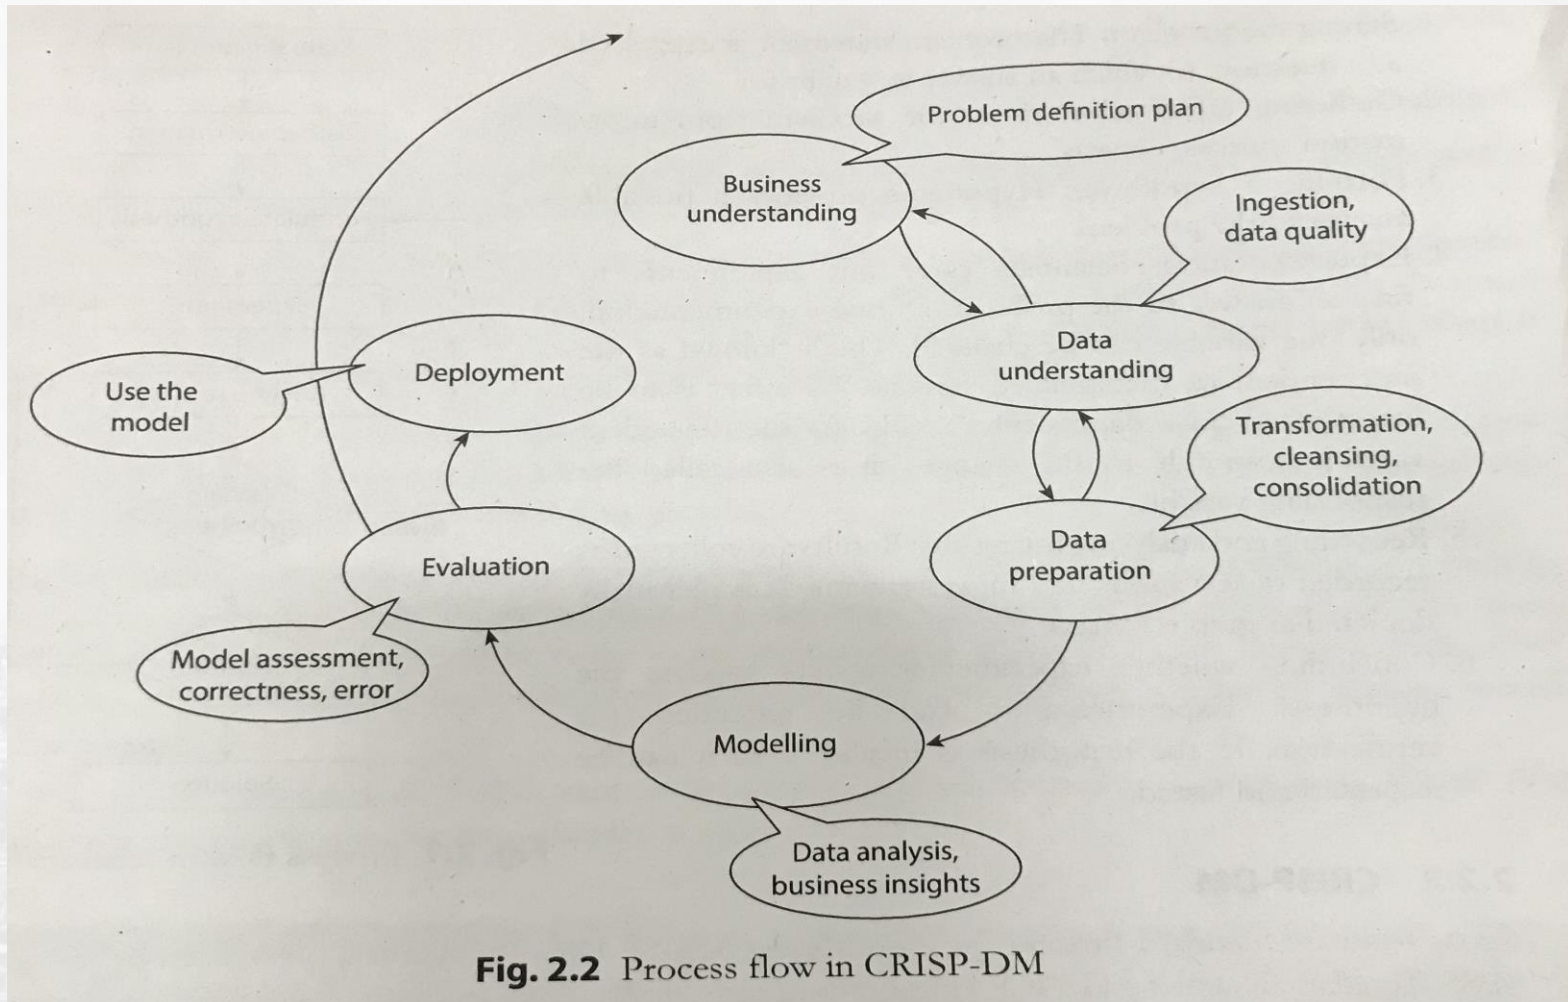 Problem definition plan
Business
understanding
Ingestion,
data quality
Data
understanding
Transformation,
cleansing,
consolidation
Data
preparation
Modelling
Data analysis,
business insights
Evaluation
Model assessment,
correctness, error
Deployment
Use the
model
Fig. 2.2 Process flow in CRISP-DM